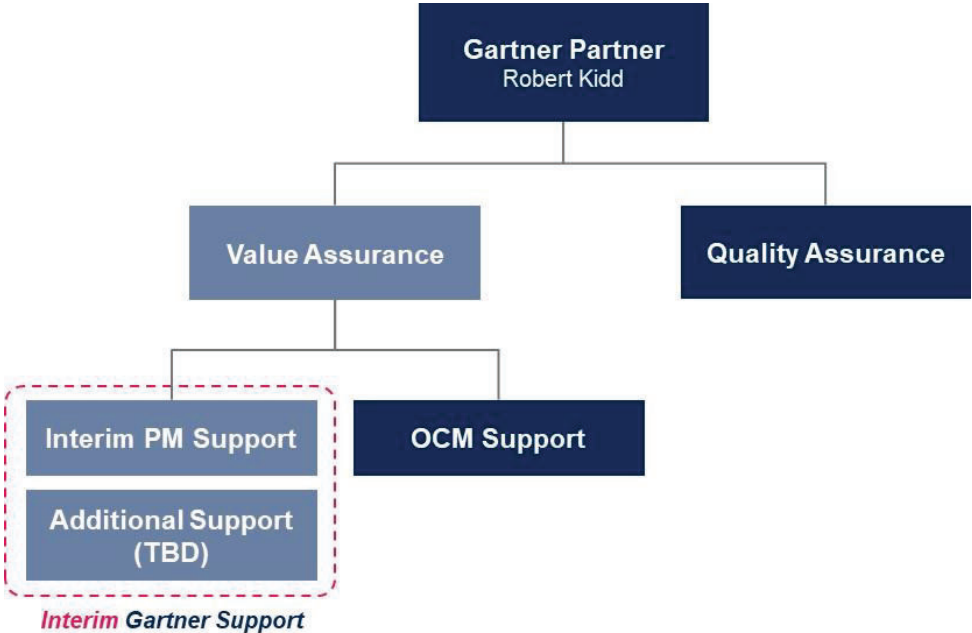 Gartner Partner
Robert Kidd
Value Assurance
Quality Assurance
Interim PM Support
OCM Support
Additional Support
(TBD)
Interim Gartner Support